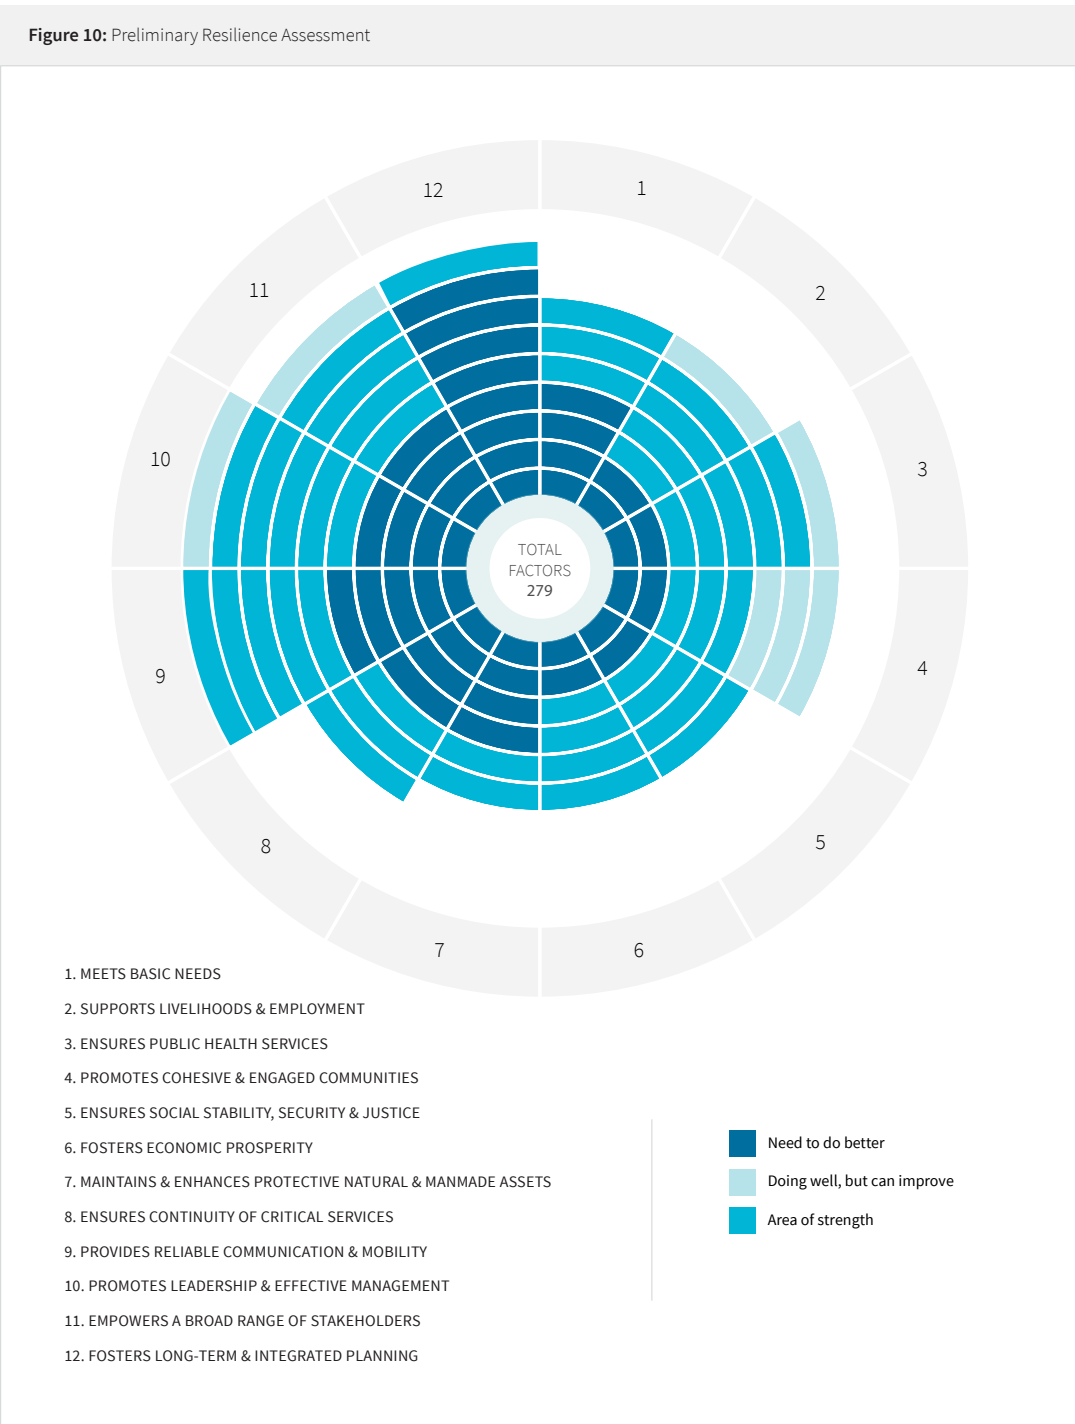 Figure 10: Preliminary Resilience Assessment
12
1
11
2
10
3
TOTAL
FACTORS
279
9
4
8
5
7
6
1. MEETS BASIC NEEDS
2. SUPPORTS LIVELIHOODS & EMPLOYMENT
3. ENSURES PUBLIC HEALTH SERVICES
4. PROMOTES COHESIVE & ENGAGED COMMUNITIES
5. ENSURES SOCIAL STABILITY, SECURITY & JUSTICE
6. FOSTERS ECONOMIC PROSPERITY
7. MAINTAINS & ENHANCES PROTECTIVE NATURAL & MANMADE ASSETS
8. ENSURES CONTINUITY OF CRITICAL SERVICES
9. PROVIDES RELIABLE COMMUNICATION & MOBILITY
10. PROMOTES LEADERSHIP & EFFECTIVE MANAGEMENT
11. EMPOWERS A BROAD RANGE OF STAKEHOLDERS
12. FOSTERS LONG-TERM & INTEGRATED PLANNING
Need to do better
Doing well, but can improve
Area of strength